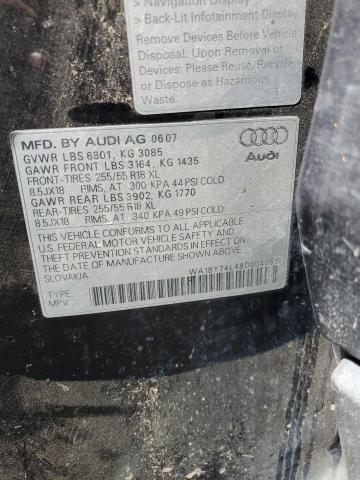 > Navigation Display
> Back-Lit Infotainment Display
Remove Devices Before Vehicle
Disposal. Upon Removal of
Devices: Please Reuse, Recycle
or Dispose as Hazardous
Waste.
MFD. BY AUDI AG 06 07
GVWR LBS 6801, KG 3085
GAWR FRONT LBS 3164, KG 1435
FRONT-TIRES 255/55 R18 XL
8.5JX18 RIMS, AT 300 KPA 44 PSI COLD
GAWR REAR LBS 3902, KG 1770
REAR-TIRES 255/55 R18 XL
8.5JX18 RIMS, AT 340 KPA 49 PSI COLD
THIS VEHICLE CONFORMS TO ALL APPLICABLE
U.S. FEDERAL MOTOR VEHICLE SAFETY STANDARDS
IN EFFECT ON THE DATE OF MANUFACTURE SHOWN ABOVE.
SLOVAKIA
TYPE
MPV
Audi